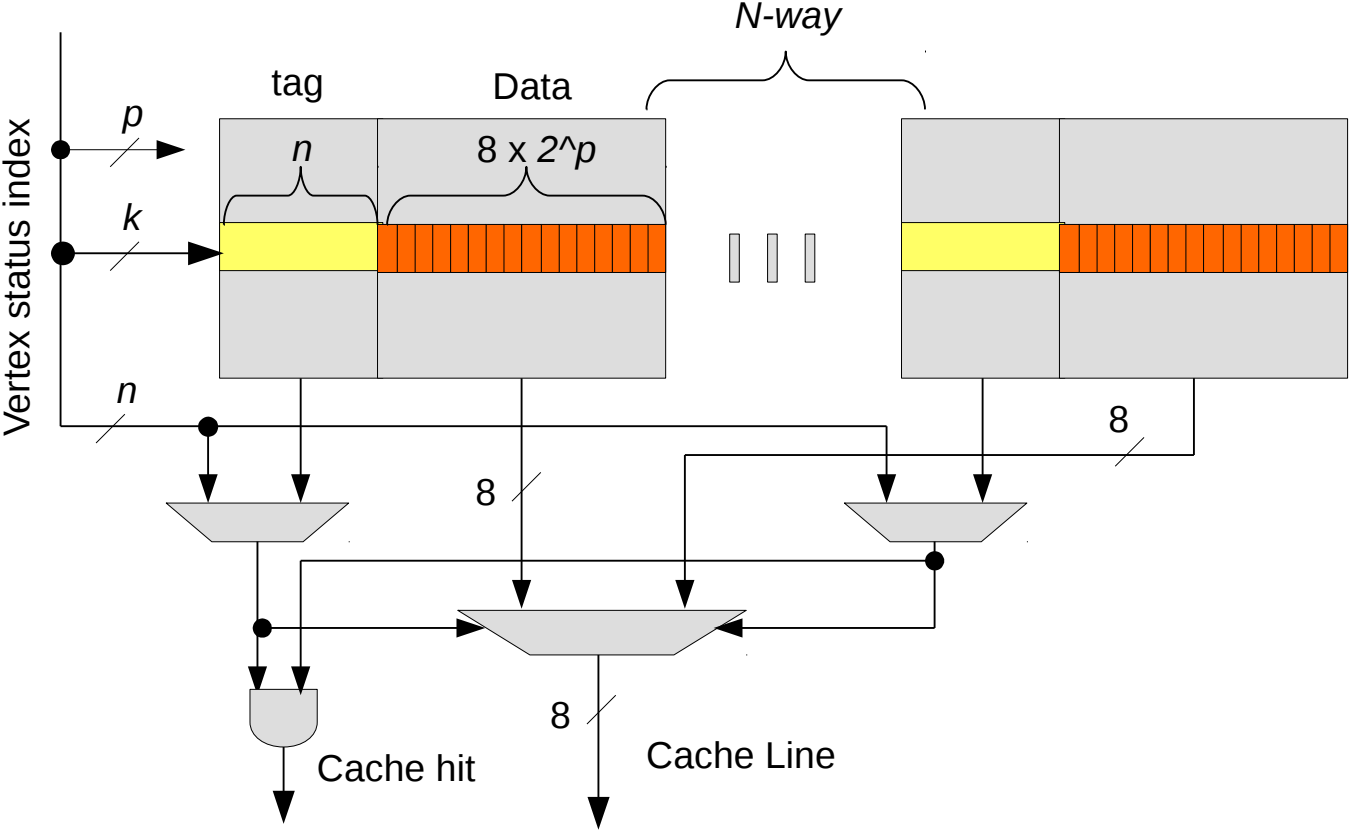 N-way
tag
Data
p
n
8 x 2^p
Vertex status index
k
n
8
8
8
Cache Line
Cache hit